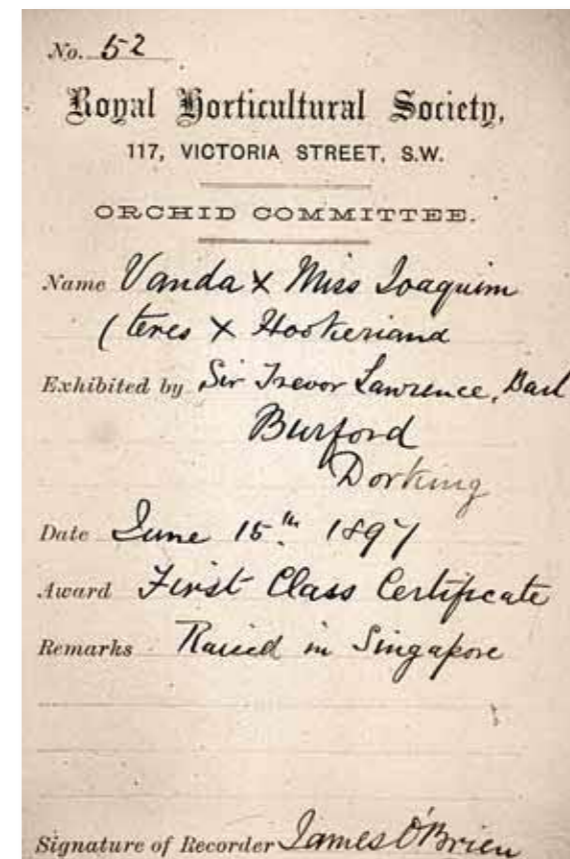 No. 52
Royal Horticultural Society,
117, VICTORIA STREET, S.W.
ORCHID COMMITTEE.
Name Vanda × Miss Joaquim
(teres × Hookeriana
Exhibited by Sir Trevor Lawrence, Bart
Burford
Dorking
Date June 15th 1897
Award First Class Certificate
Remarks Raised in Singapore
Signature of Recorder James O'Brien